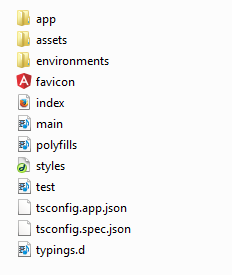 app
assets
environments
favicon
index
main
polyfills
styles
test
tsconfig.app.json
tsconfig.spec.json
typings.d